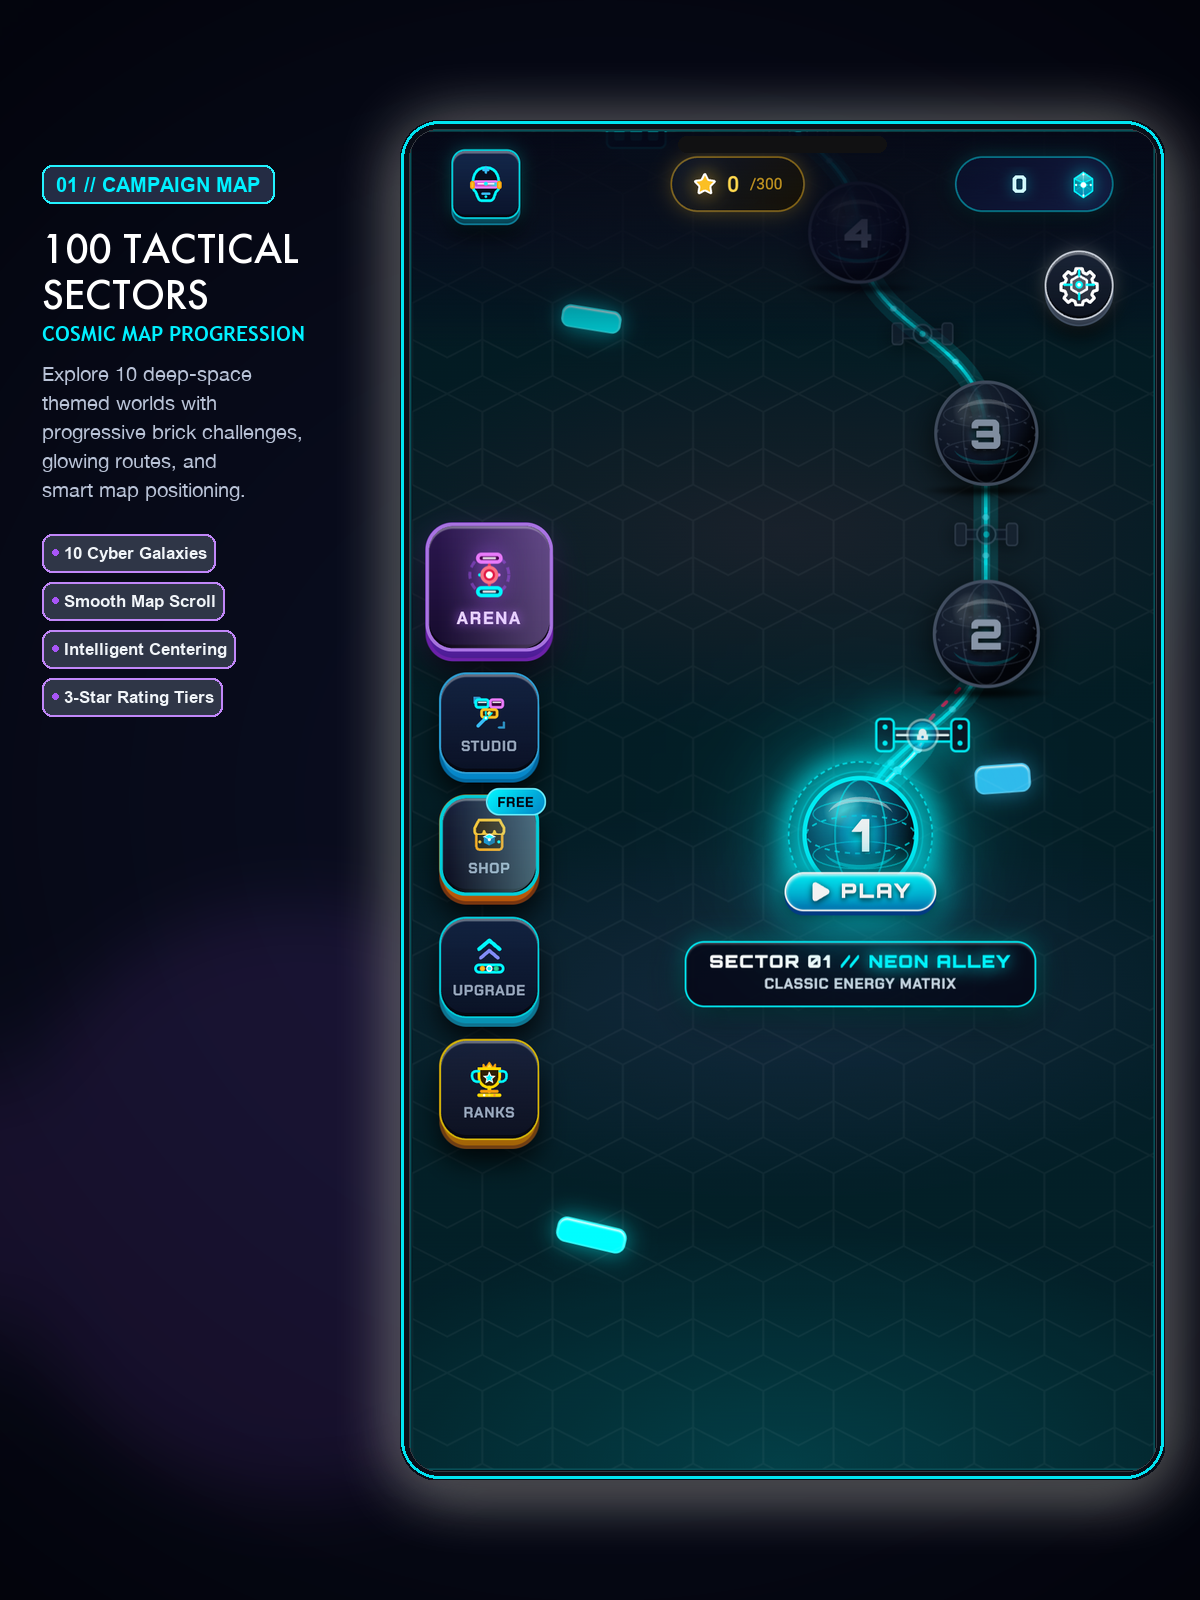 01 // CAMPAIGN MAP
100 TACTICAL
SECTORS
COSMIC MAP PROGRESSION
Explore 10 deep-space
themed worlds with
progressive brick challenges,
glowing routes, and
smart map positioning.
10 Cyber Galaxies
Smooth Map Scroll
Intelligent Centering
3-Star Rating Tiers
0 /300
0
4
3
2
1
PLAY
SECTOR 01 // NEON ALLEY
CLASSIC ENERGY MATRIX
ARENA
STUDIO
FREE
SHOP
UPGRADE
RANKS